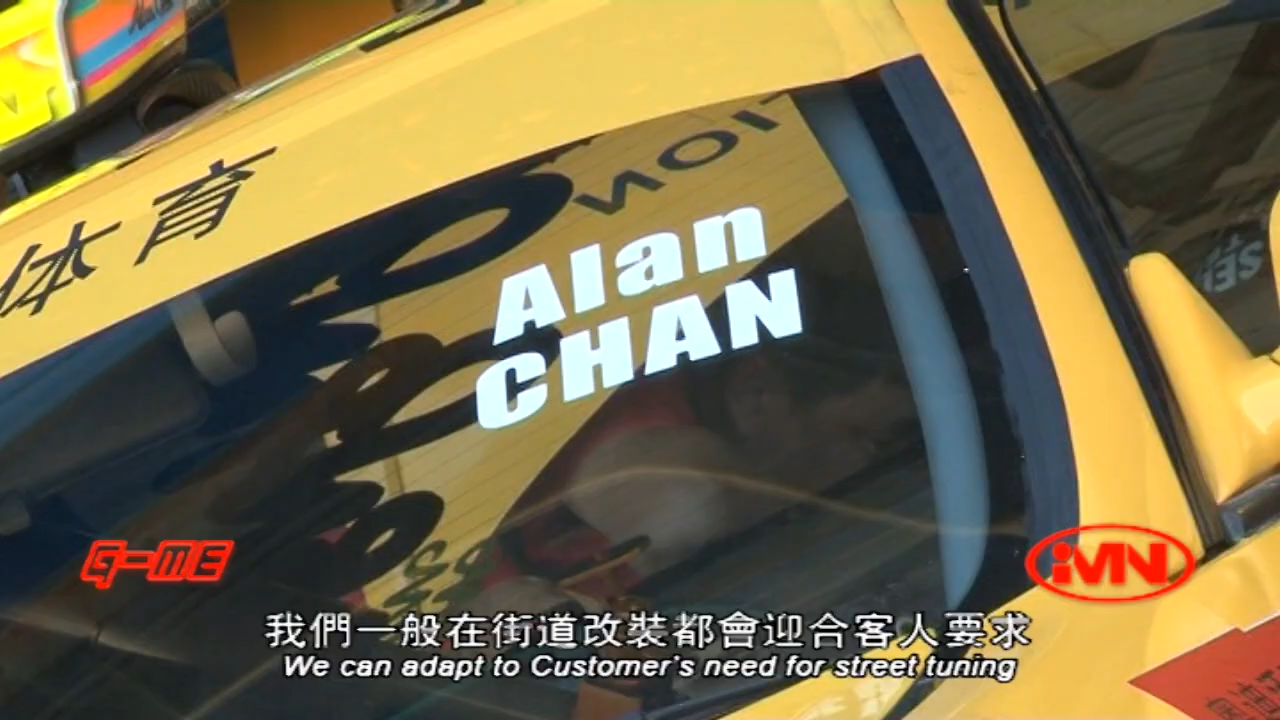 体育
Alan
CHAN
G-ME
iMN
我們一般在街道改裝都會迎合客人要求
We can adapt to Customer's need for street tuning